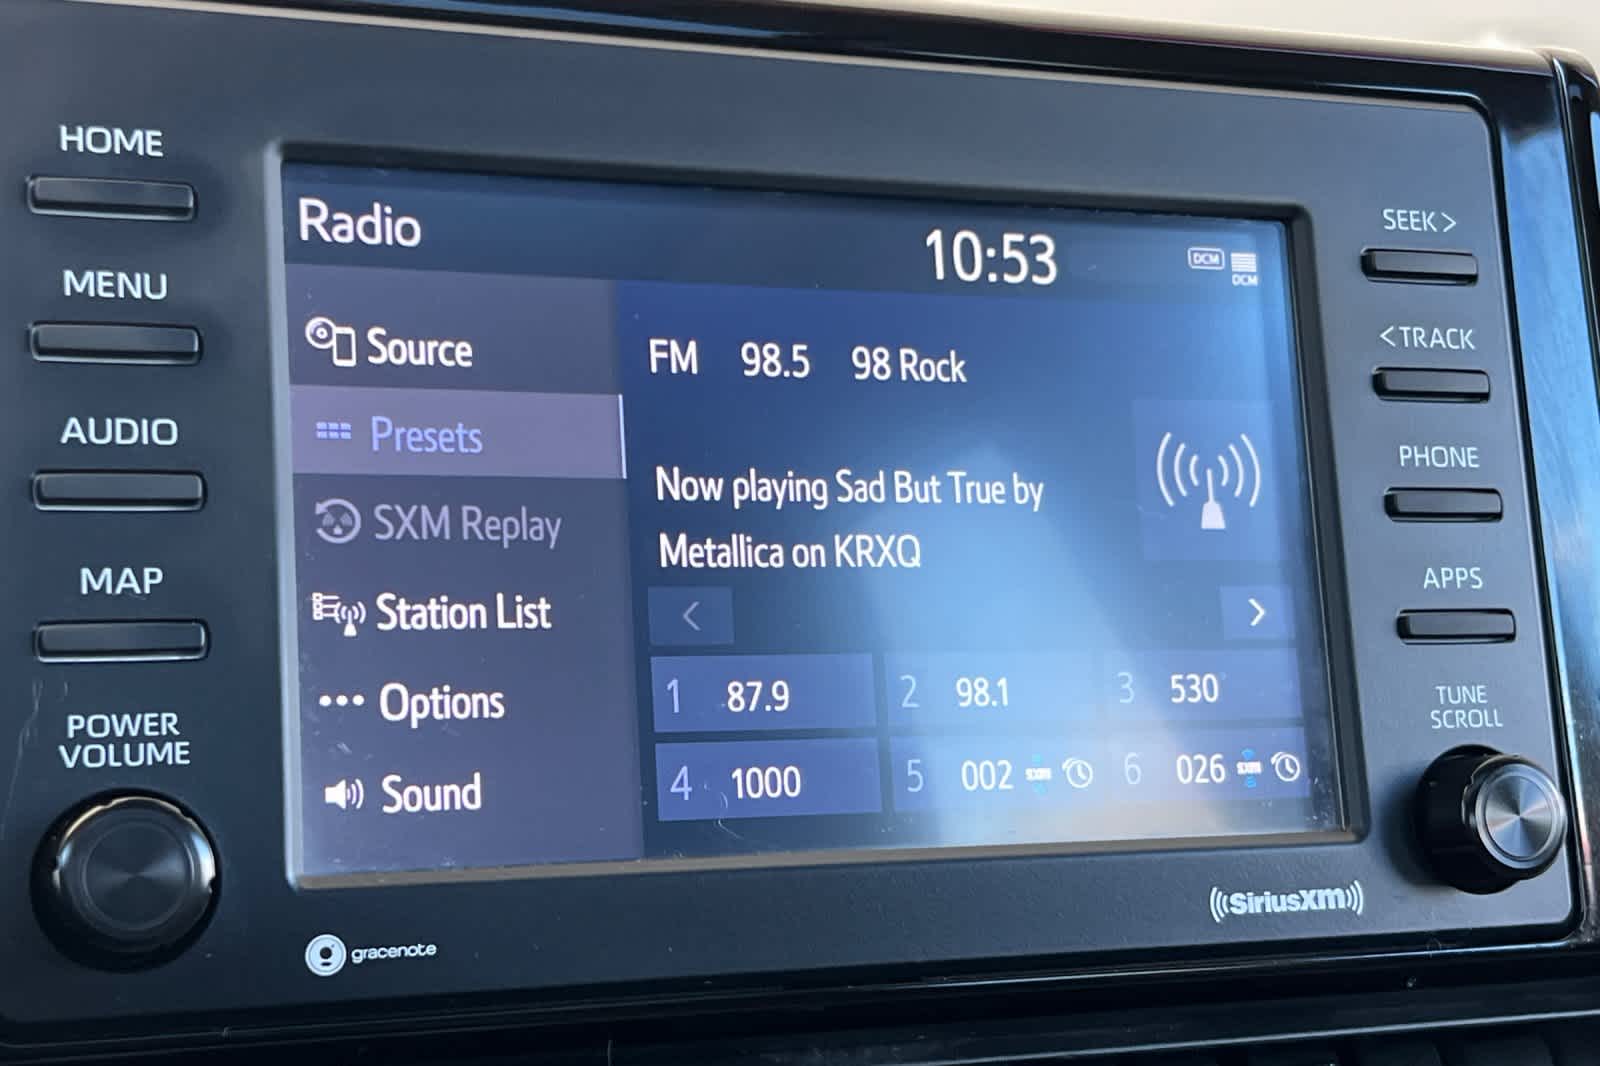 HOME
MENU
AUDIO
MAP
POWER
VOLUME
Radio
10:53
DCM
DCM
Source
Presets
SXM Replay
Station List
Options
Sound
FM 98.5 98 Rock
Now playing Sad But True by
Metallica on KRXQ
<
>
1 87.9
2 98.1
3 530
4 1000
5 002 SXM
6 026 SXM
SEEK >
< TRACK
PHONE
APPS
TUNE
SCROLL
gracenote
((SiriusXM))